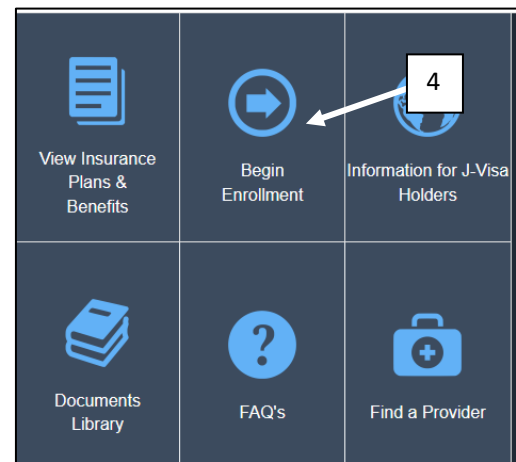 4
View Insurance
Plans &
Benefits
Begin
Enrollment
Information for J-Visa
Holders
?
Documents
Library
FAQ's
Find a Provider